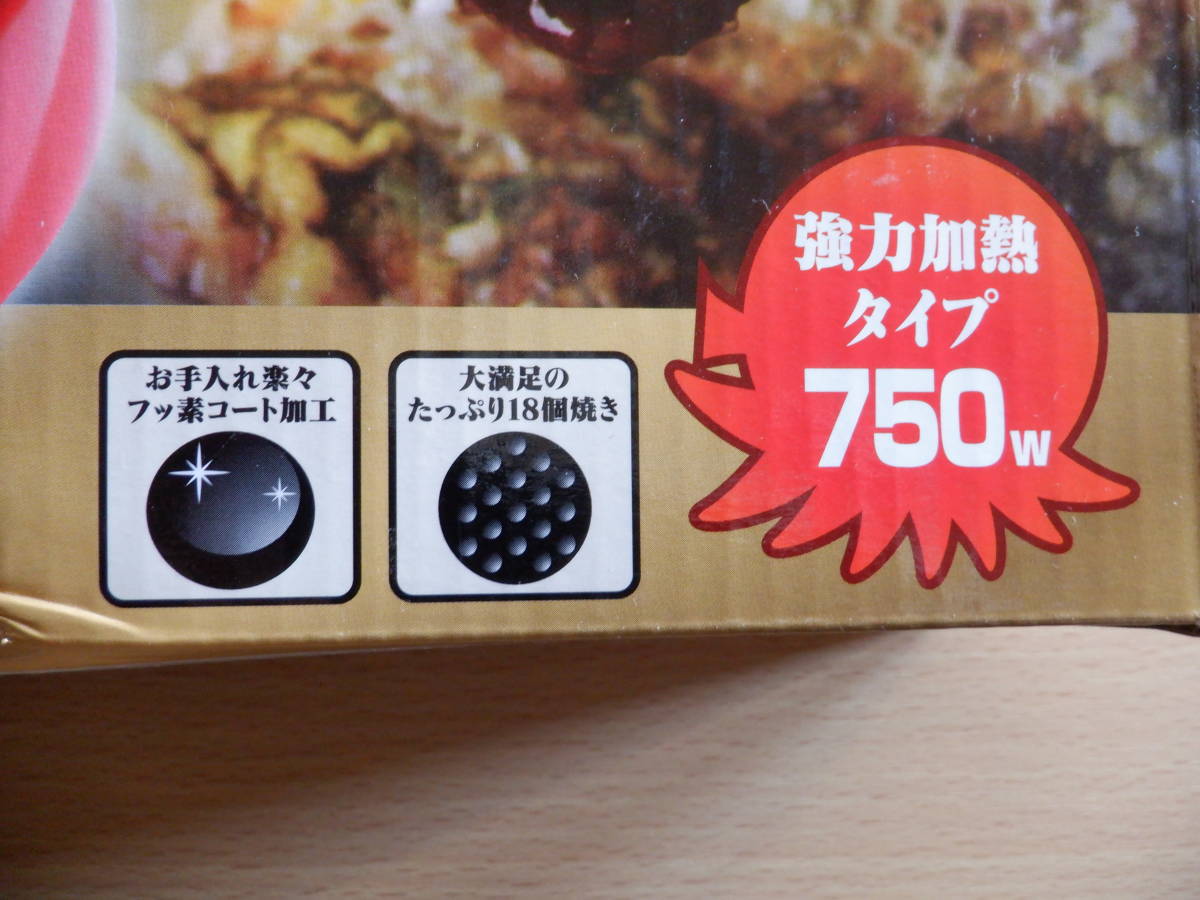 お手入れ楽々
フッ素コート加工
大満足の
たっぷり18個焼き
強力加熱
タイプ
750W